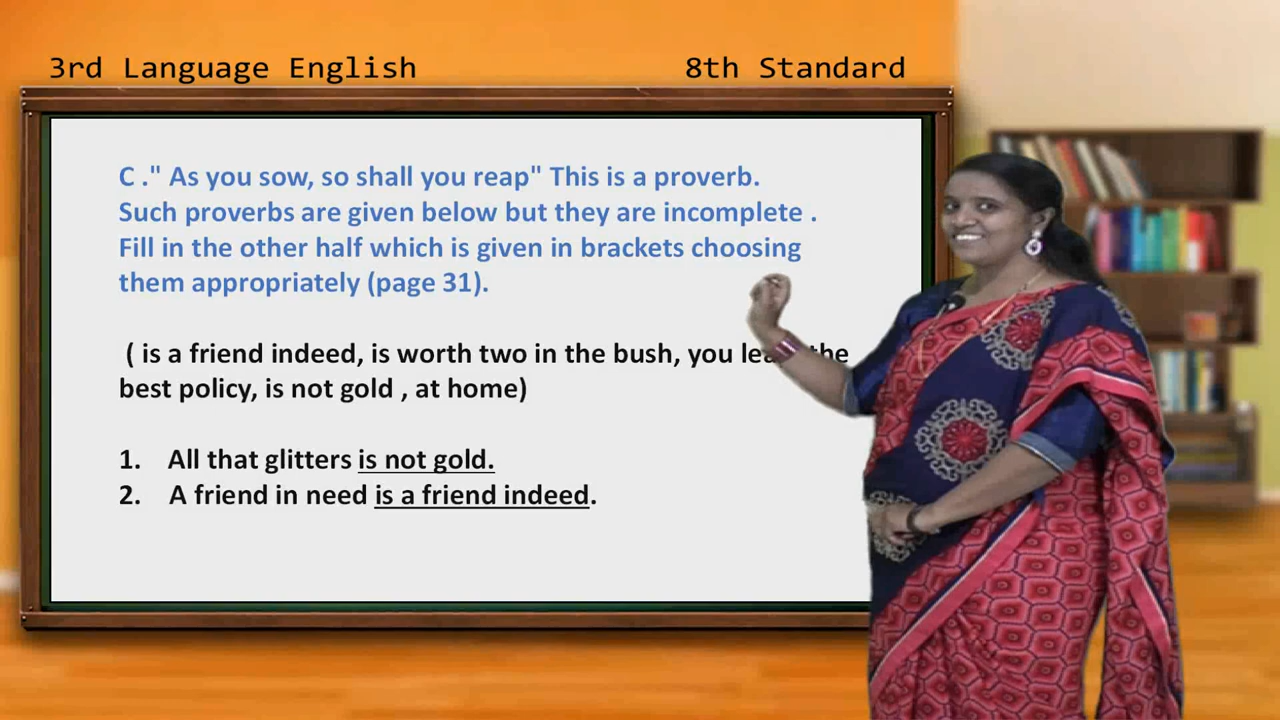 3rd Language English
8th Standard
C ." As you sow, so shall you reap" This is a proverb.
Such proverbs are given below but they are incomplete .
Fill in the other half which is given in brackets choosing
them appropriately (page 31).
( is a friend indeed, is worth two in the bush, you the
best policy, is not gold , at home)
1. All that glitters is not gold.
2. A friend in need is a friend indeed.